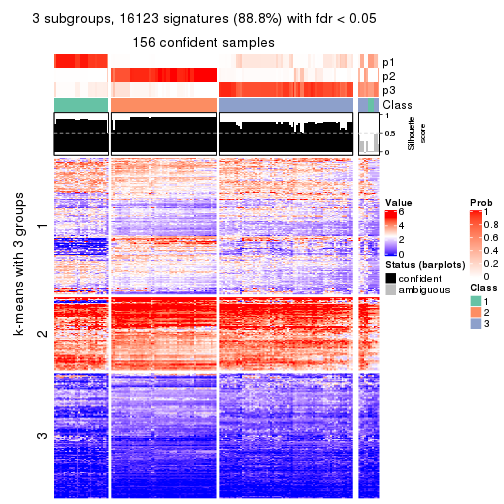 3 subgroups, 16123 signatures (88.8%) with fdr < 0.05
156 confident samples
p1
p2
p3
Class
1
0.5
0
Silhouette
score
k-means with 3 groups
1
2
3
Value
6
4
2
0
Status (barplots)
confident
ambiguous
Prob
1
0.8
0.6
0.4
0.2
0
Class
1
2
3